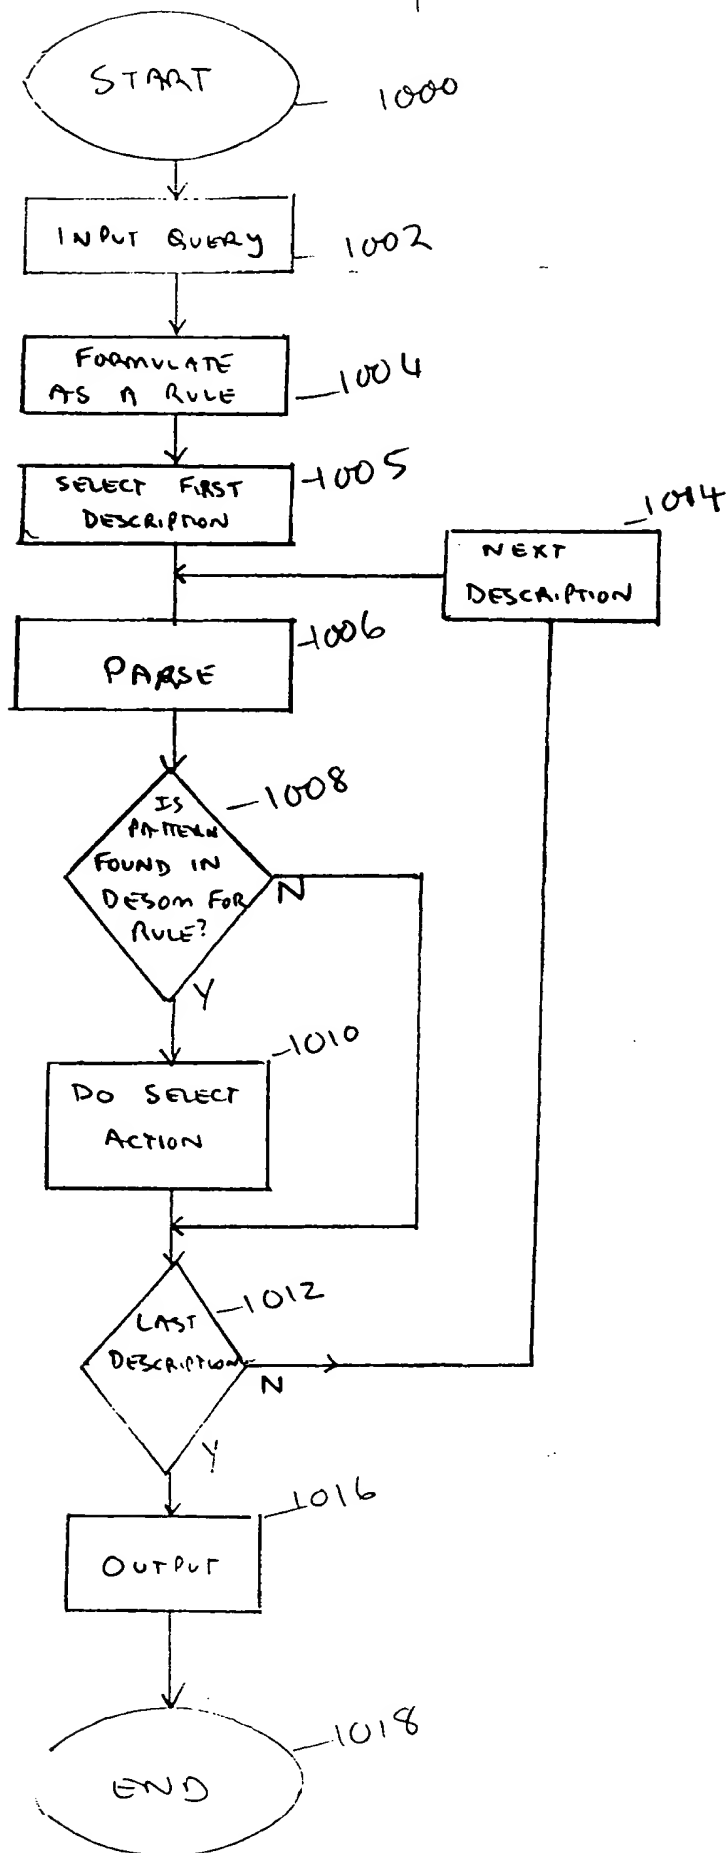 START
1000
INPUT QUERY
1002
FORMULATE
AS A RULE
1004
SELECT FIRST
DESCRIPTION
1005
NEXT
DESCRIPTION
1014
PARSE
1006
IS
PATTERN
FOUND IN
FOR
RULE?
1008
N
Y
DO SELECT
ACTION
1010
LAST
DESCRIPTION
1012
N
Y
OUTPUT
1016
END
1018